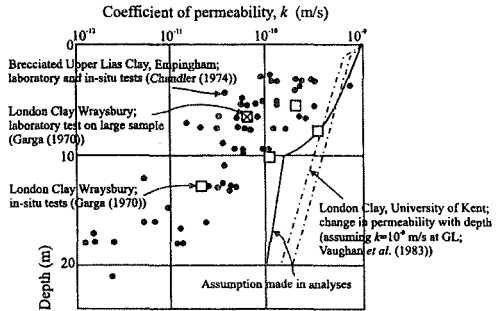 Coefficient of permeability, k (m/s)
10⁻¹² 10⁻¹¹ 10⁻¹⁰ 10⁻⁹
0
Brecciated Upper Lias Clay, Empingham;
laboratory and in-situ tests (Chandler (1974))
London Clay Wraysbury;
laboratory test on large sample
(Garga (1970))
10
London Clay Wraysbury;
in-situ tests (Garga (1970))
London Clay, University of Kent;
change in permeability with depth
(assuming k=10⁻⁹ m/s at GL;
Vaughan et al. (1983))
20
Assumption made in analyses
Depth (m)